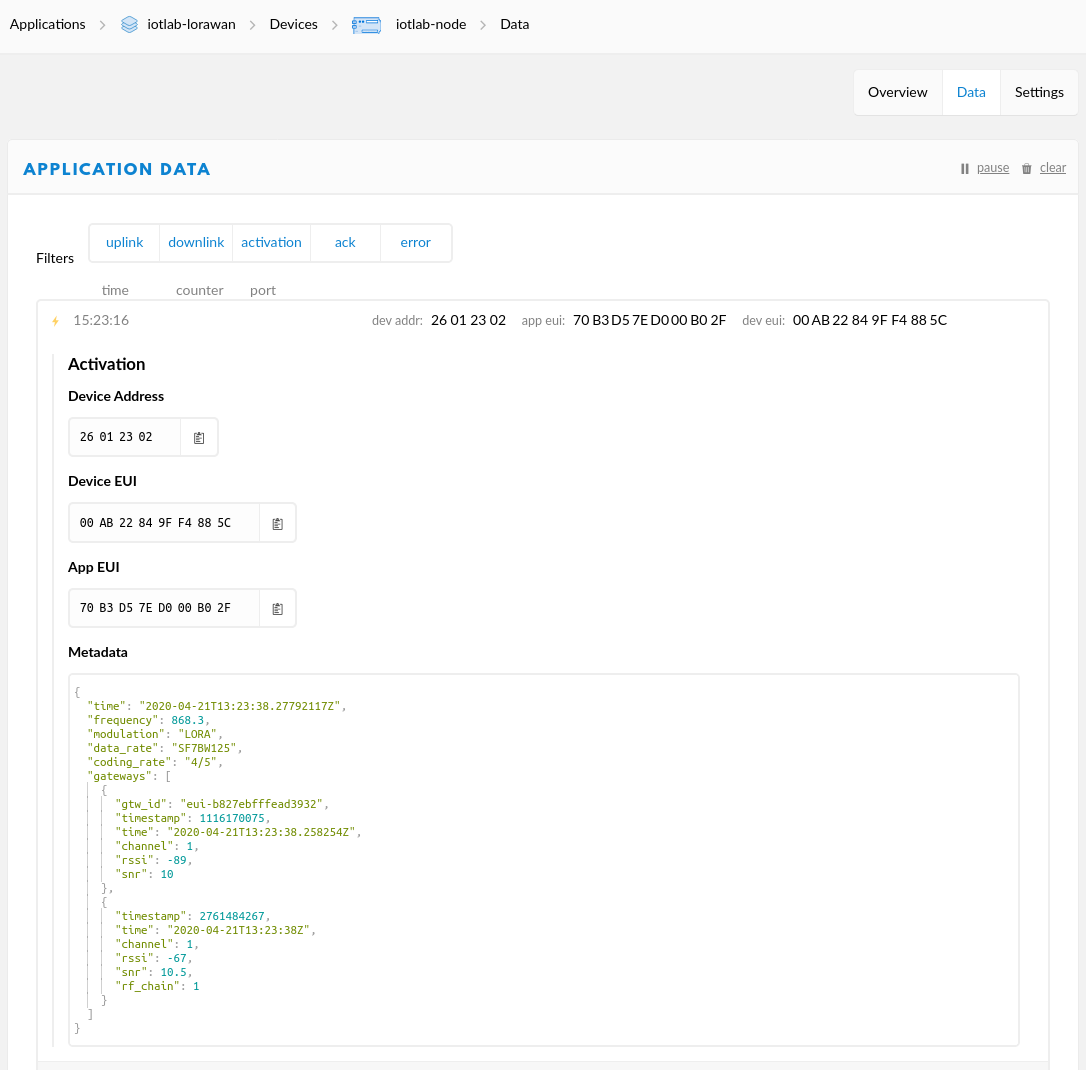 Applications > iotlab-lorawan > Devices > iotlab-node > Data
Overview Data Settings
APPLICATION DATA
pause clear
Filters uplink downlink activation ack error
time counter port
15:23:16 dev addr: 26 01 23 02 app eui: 70 B3 D5 7E D0 00 B0 2F dev eui: 00 AB 22 84 9F F4 88 5C
Activation
Device Address
26 01 23 02
Device EUI
00 AB 22 84 9F F4 88 5C
App EUI
70 B3 D5 7E D0 00 B0 2F
Metadata
{
  "time": "2020-04-21T13:23:38.27792117Z",
  "frequency": 868.3,
  "modulation": "LORA",
  "data_rate": "SF7BW125",
  "coding_rate": "4/5",
  "gateways": [
    {
      "gtw_id": "eui-b827ebfffead3932",
      "timestamp": 1116170075,
      "time": "2020-04-21T13:23:38.258254Z",
      "channel": 1,
      "rssi": -89,
      "snr": 10
    },
    {
      "timestamp": 2761484267,
      "time": "2020-04-21T13:23:38Z",
      "channel": 1,
      "rssi": -67,
      "snr": 10.5,
      "rf_chain": 1
    }
  ]
}